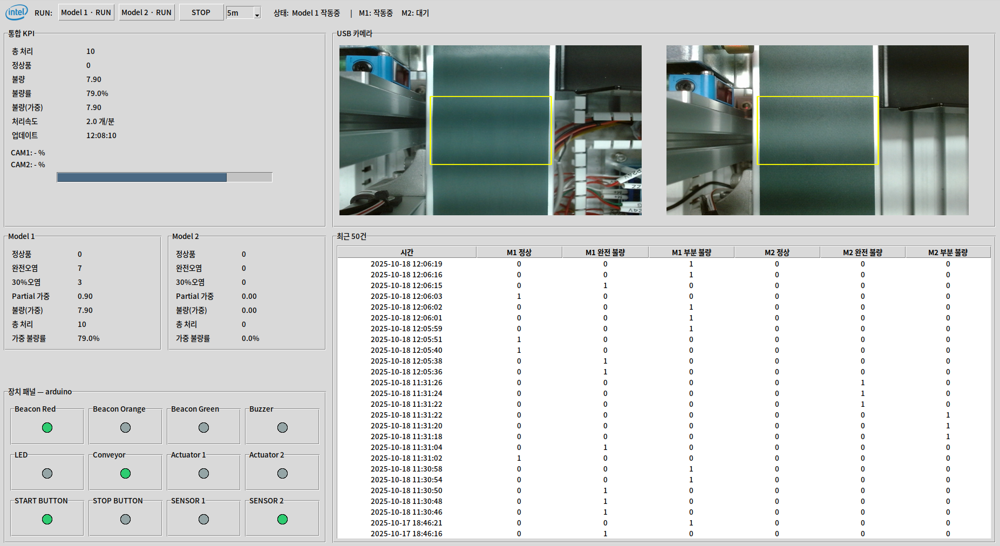 intel RUN: Model 1 · RUN Model 2 · RUN STOP 5m 상태: Model 1 작동중 | M1: 작동중 M2: 대기
통합 KPI
총 처리 10
정상품 0
불량 7.90
불량률 79.0%
불량(가중) 7.90
처리속도 2.0 개/분
업데이트 12:08:10
CAM1: - %
CAM2: - %
USB 카메라
P24V
24V
Model 1
정상품 0
완전오염 7
30%오염 3
Partial 가중 0.90
불량(가중) 7.90
총 처리 10
가중 불량률 79.0%
Model 2
정상품 0
완전오염 0
30%오염 0
Partial 가중 0.00
불량(가중) 0.00
총 처리 0
가중 불량률 0.0%
장치 패널 — arduino
Beacon Red Beacon Orange Beacon Green Buzzer
LED Conveyor Actuator 1 Actuator 2
START BUTTON STOP BUTTON SENSOR 1 SENSOR 2
최근 50건
시간 M1 정상 M1 완전 불량 M1 부분 불량 M2 정상 M2 완전 불량 M2 부분 불량
2025-10-18 12:06:19 0 0 1 0 0 0
2025-10-18 12:06:16 0 0 1 0 0 0
2025-10-18 12:06:15 0 1 0 0 0 0
2025-10-18 12:06:03 1 0 0 0 0 0
2025-10-18 12:06:02 0 0 1 0 0 0
2025-10-18 12:06:01 0 0 1 0 0 0
2025-10-18 12:05:59 0 0 1 0 0 0
2025-10-18 12:05:51 1 0 0 0 0 0
2025-10-18 12:05:40 1 0 0 0 0 0
2025-10-18 12:05:38 0 1 0 0 0 0
2025-10-18 12:05:36 0 1 0 0 0 0
2025-10-18 11:31:26 0 0 0 0 1 0
2025-10-18 11:31:24 0 0 0 0 1 0
2025-10-18 11:31:22 0 0 0 0 1 0
2025-10-18 11:31:22 0 0 0 0 0 1
2025-10-18 11:31:20 0 0 0 0 0 1
2025-10-18 11:31:18 0 0 0 0 0 1
2025-10-18 11:31:04 0 1 0 0 0 0
2025-10-18 11:31:02 1 0 0 0 0 0
2025-10-18 11:30:58 0 0 1 0 0 0
2025-10-18 11:30:54 0 0 1 0 0 0
2025-10-18 11:30:50 0 1 0 0 0 0
2025-10-18 11:30:48 0 1 0 0 0 0
2025-10-18 11:30:46 0 1 0 0 0 0
2025-10-17 18:46:21 0 0 1 0 0 0
2025-10-17 18:46:16 0 1 0 0 0 0